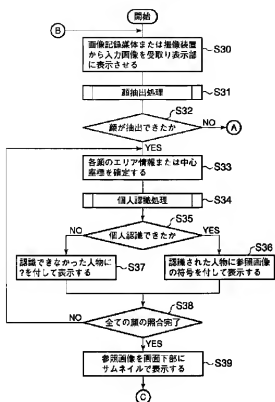 開始
B
画像記録媒体または撮像装置
から入力画像を受取り表示部
に表示させる
S30
顔抽出処理
S31
顔が抽出できたか
S32
NO
A
YES
各顔のエリア情報または中心
座標を確定する
S33
個人認識処理
S34
個人認識できたか
S35
NO
YES
認識できなかった人物に
?を付して表示する
S37
認識された人物に参照画像
の符号を付して表示する
S36
全ての顔の照合完了
S38
NO
YES
参照画像を画面下部に
サムネイルで表示する
S39
C